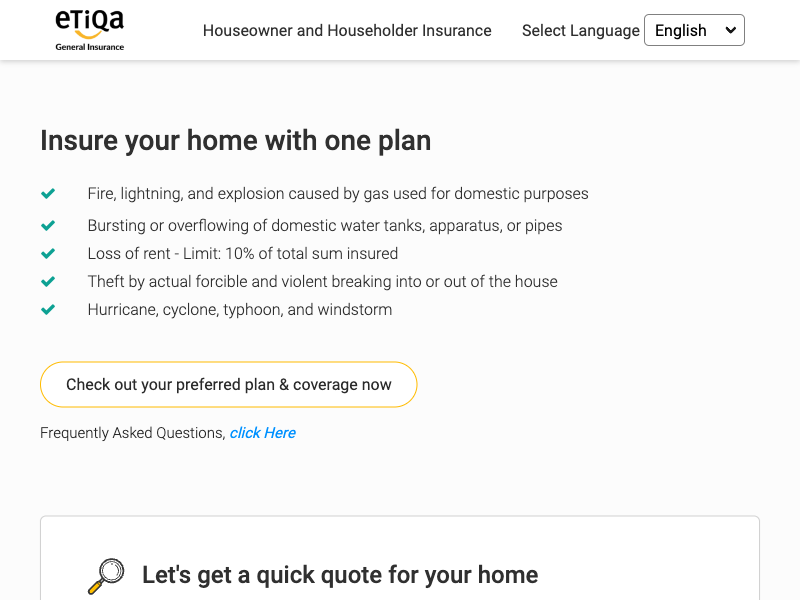 eTiQa
General Insurance
Houseowner and Householder Insurance
Select Language
English
Insure your home with one plan
Fire, lightning, and explosion caused by gas used for domestic purposes
Bursting or overflowing of domestic water tanks, apparatus, or pipes
Loss of rent - Limit: 10% of total sum insured
Theft by actual forcible and violent breaking into or out of the house
Hurricane, cyclone, typhoon, and windstorm
Check out your preferred plan & coverage now
Frequently Asked Questions, click Here
Let's get a quick quote for your home